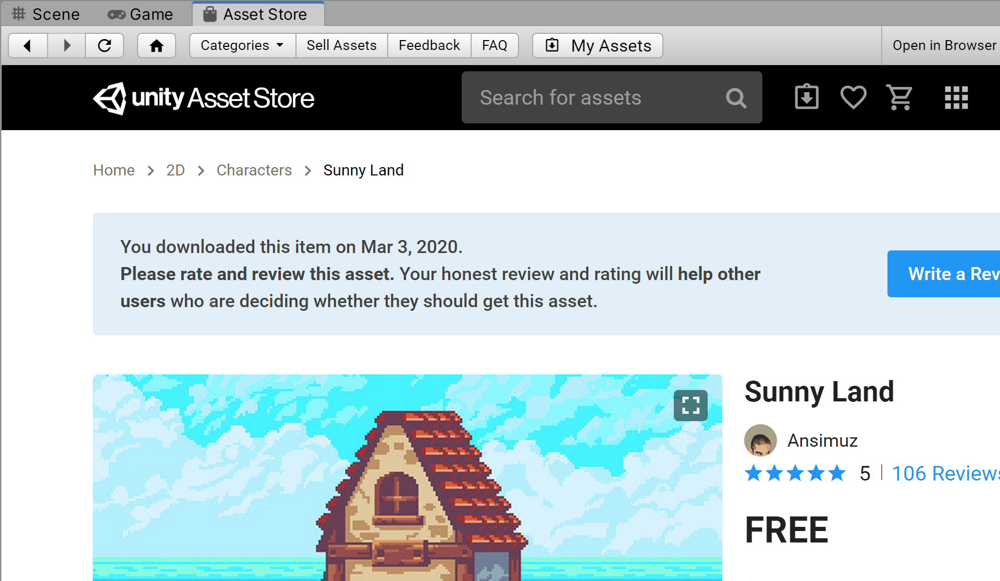 Scene Game Asset Store
Categories Sell Assets Feedback FAQ My Assets Open in Browser
unity Asset Store Search for assets
Home 2D Characters Sunny Land
You downloaded this item on Mar 3, 2020.
Please rate and review this asset. Your honest review and rating will help other
users who are deciding whether they should get this asset.
Write a Rev
Sunny Land
Ansimuz
5 106 Reviews
FREE